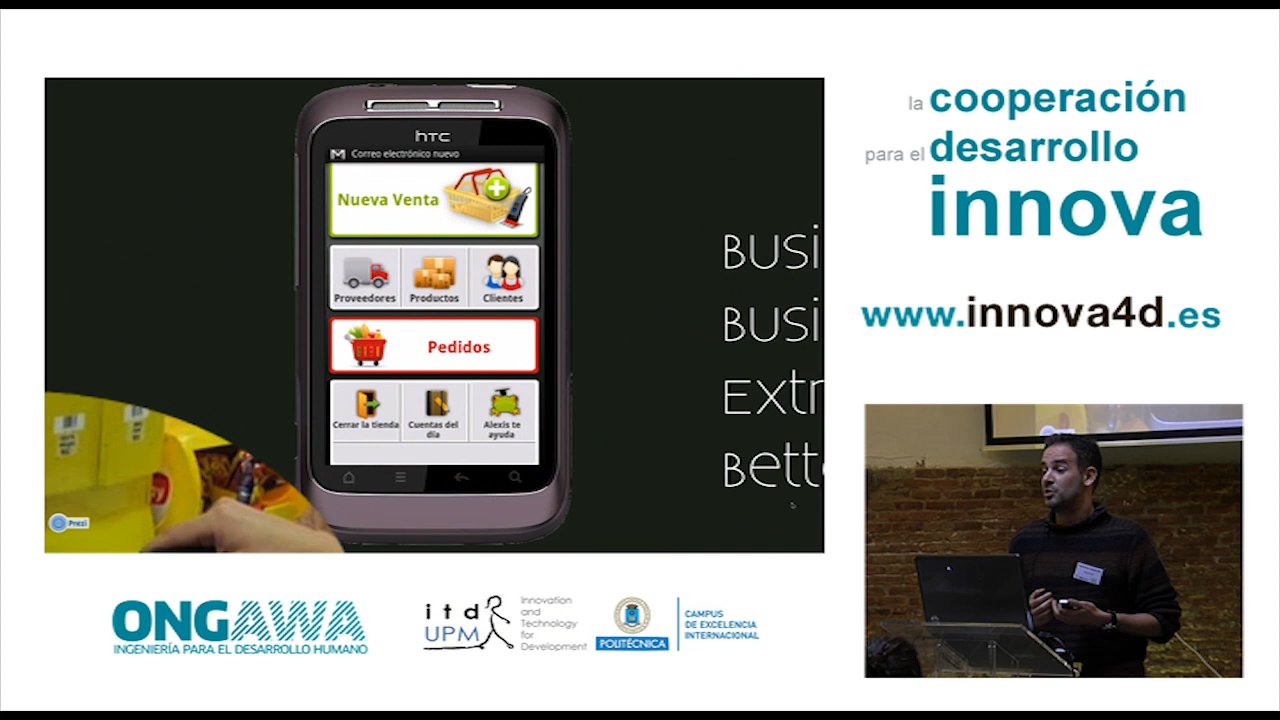 la cooperación
para el desarrollo
innova
www.innova4d.es
htc
Correo electrónico nuevo
Nueva Venta
Proveedores
Productos
Clientes
Pedidos
Cerrar la tienda
Cuentas del día
Alexis te ayuda
BUSi
BUSi
Extr
Bett
Prezi
ONGAWA
INGENIERÍA PARA EL DESARROLLO HUMANO
itd
UPM
Innovation
and
Technology
for
Development
POLITÉCNICA
CAMPUS
DE EXCELENCIA
INTERNACIONAL